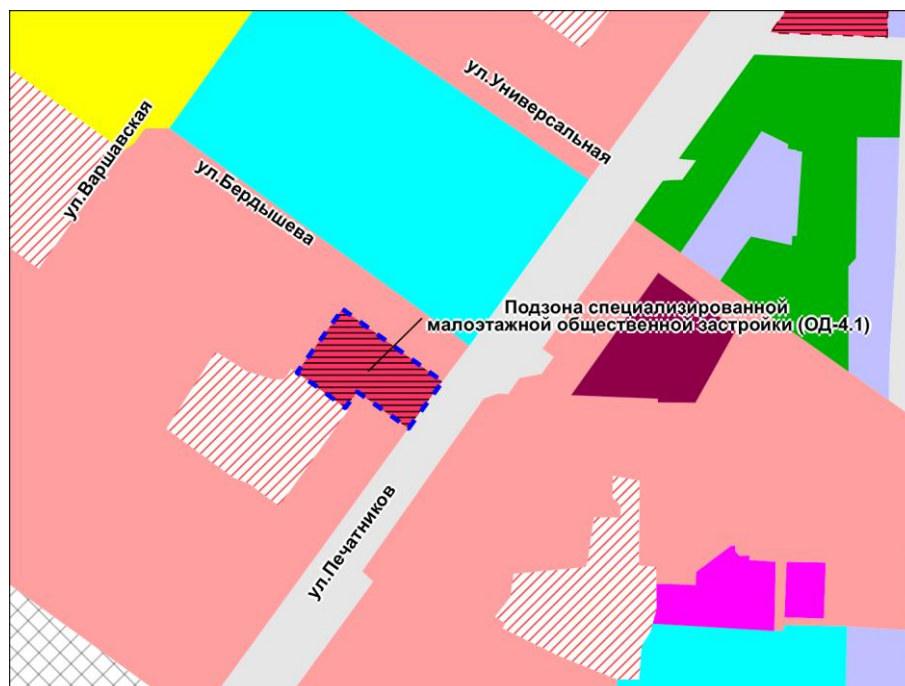 ул.Универсальная
ул.Варшавская
ул.Бердышева
Подзона специализированной
малоэтажной общественной застройки (ОД-4.1)
ул.Печатников